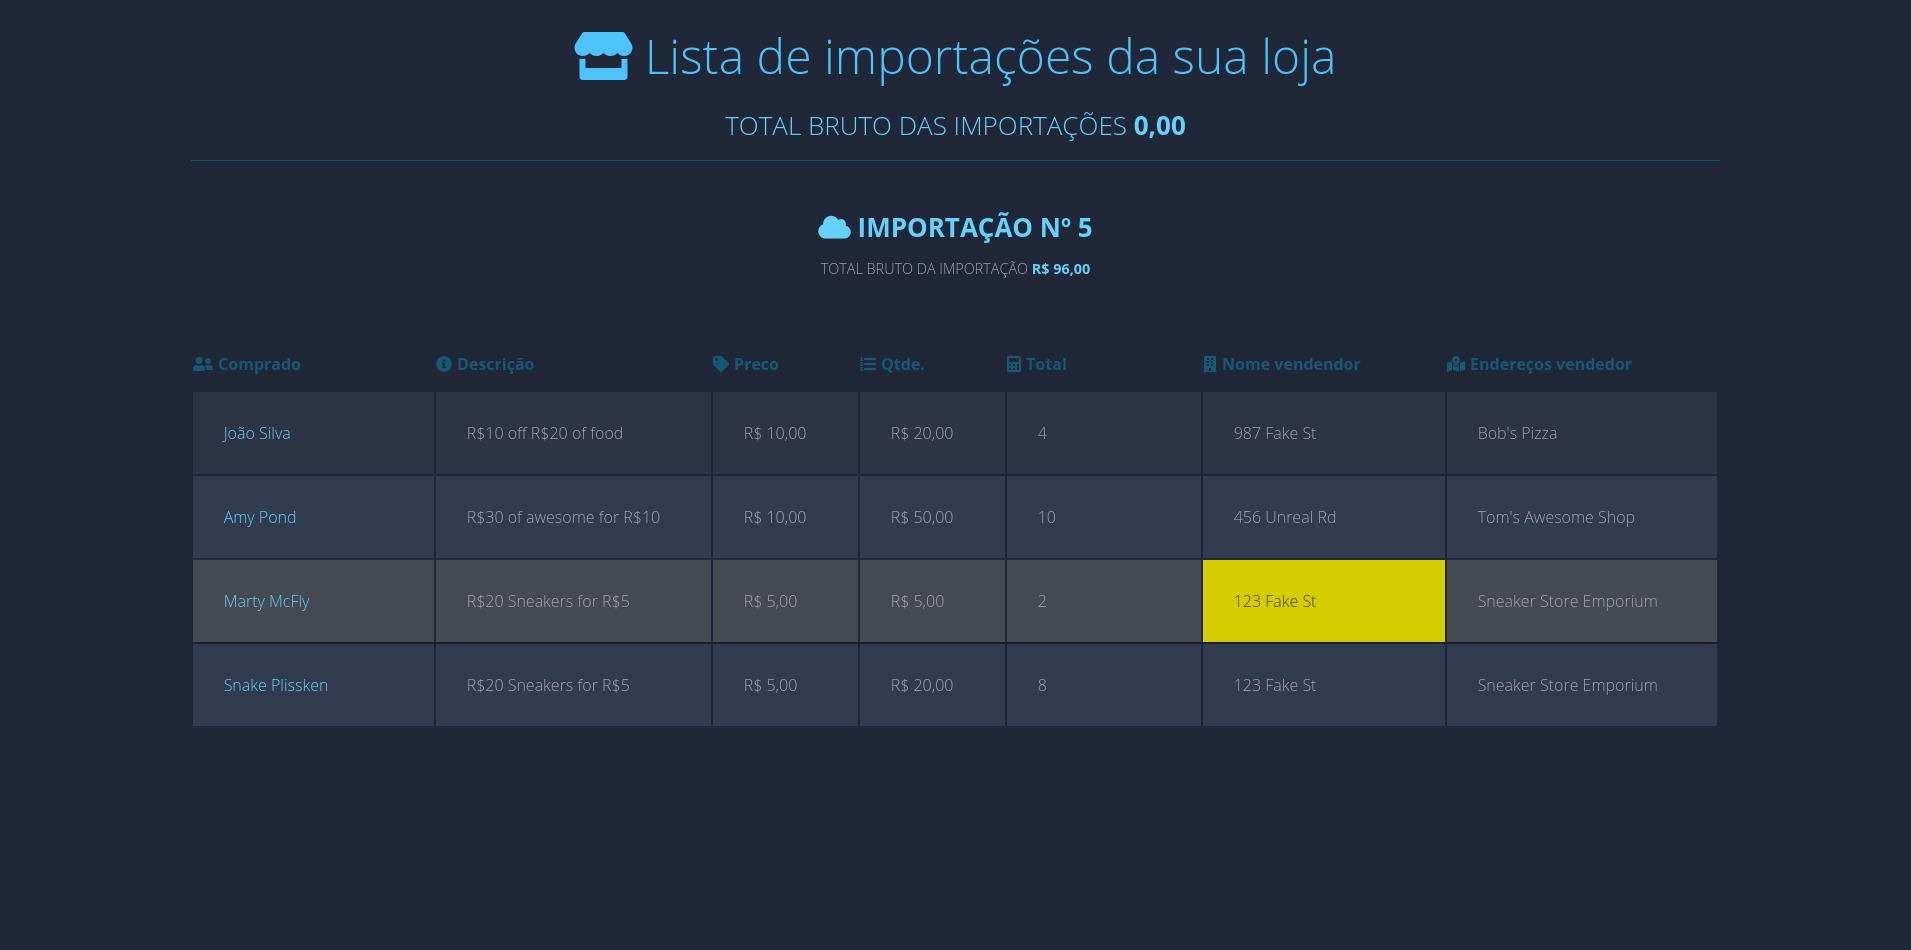 Lista de importações da sua loja
TOTAL BRUTO DAS IMPORTAÇÕES 0,00
IMPORTAÇÃO Nº 5
TOTAL BRUTO DA IMPORTAÇÃO R$ 96,00
Comprado Descrição Preco Qtde. Total Nome vendendor Endereços vendedor
João Silva R$10 off R$20 of food R$ 10,00 R$ 20,00 4 987 Fake St Bob's Pizza
Amy Pond R$30 of awesome for R$10 R$ 10,00 R$ 50,00 10 456 Unreal Rd Tom's Awesome Shop
Marty McFly R$20 Sneakers for R$5 R$ 5,00 R$ 5,00 2 123 Fake St Sneaker Store Emporium
Snake Plissken R$20 Sneakers for R$5 R$ 5,00 R$ 20,00 8 123 Fake St Sneaker Store Emporium